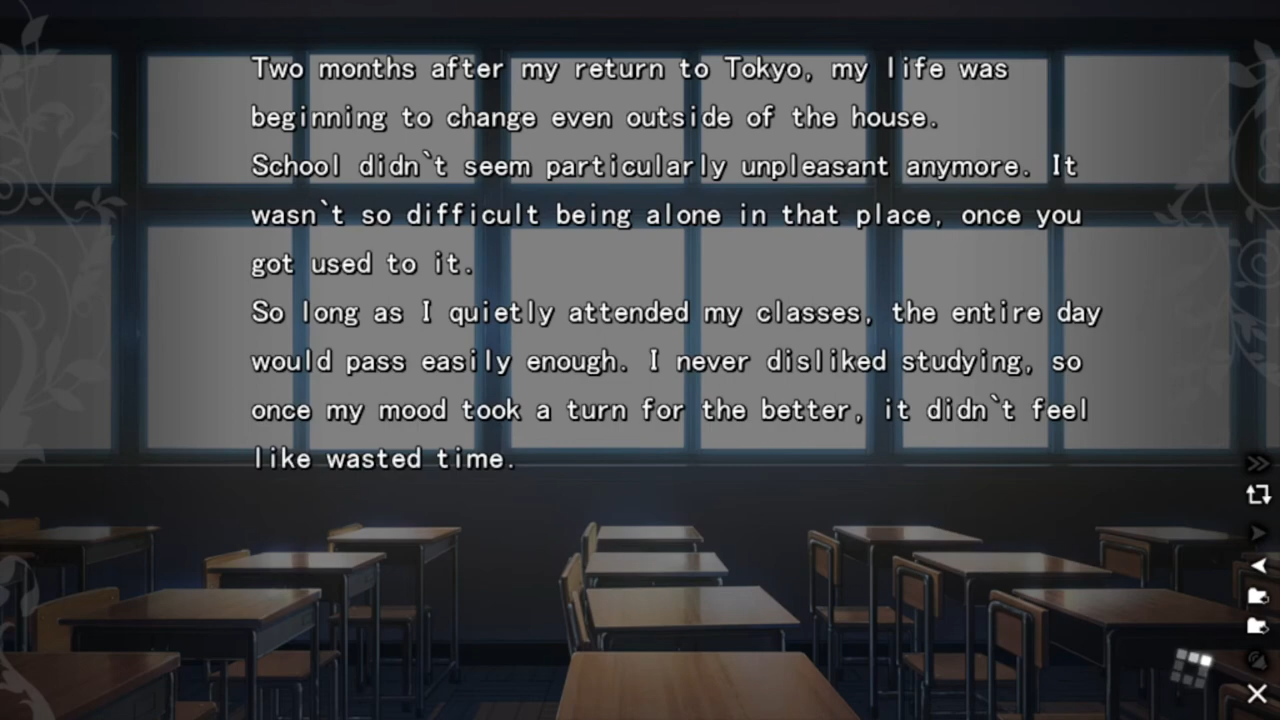 Two months after my return to Tokyo, my life was
beginning to change even outside of the house.
School didn`t seem particularly unpleasant anymore. It
wasn`t so difficult being alone in that place, once you
got used to it.
So long as I quietly attended my classes, the entire day
would pass easily enough. I never disliked studying, so
once my mood took a turn for the better, it didn`t feel
like wasted time.